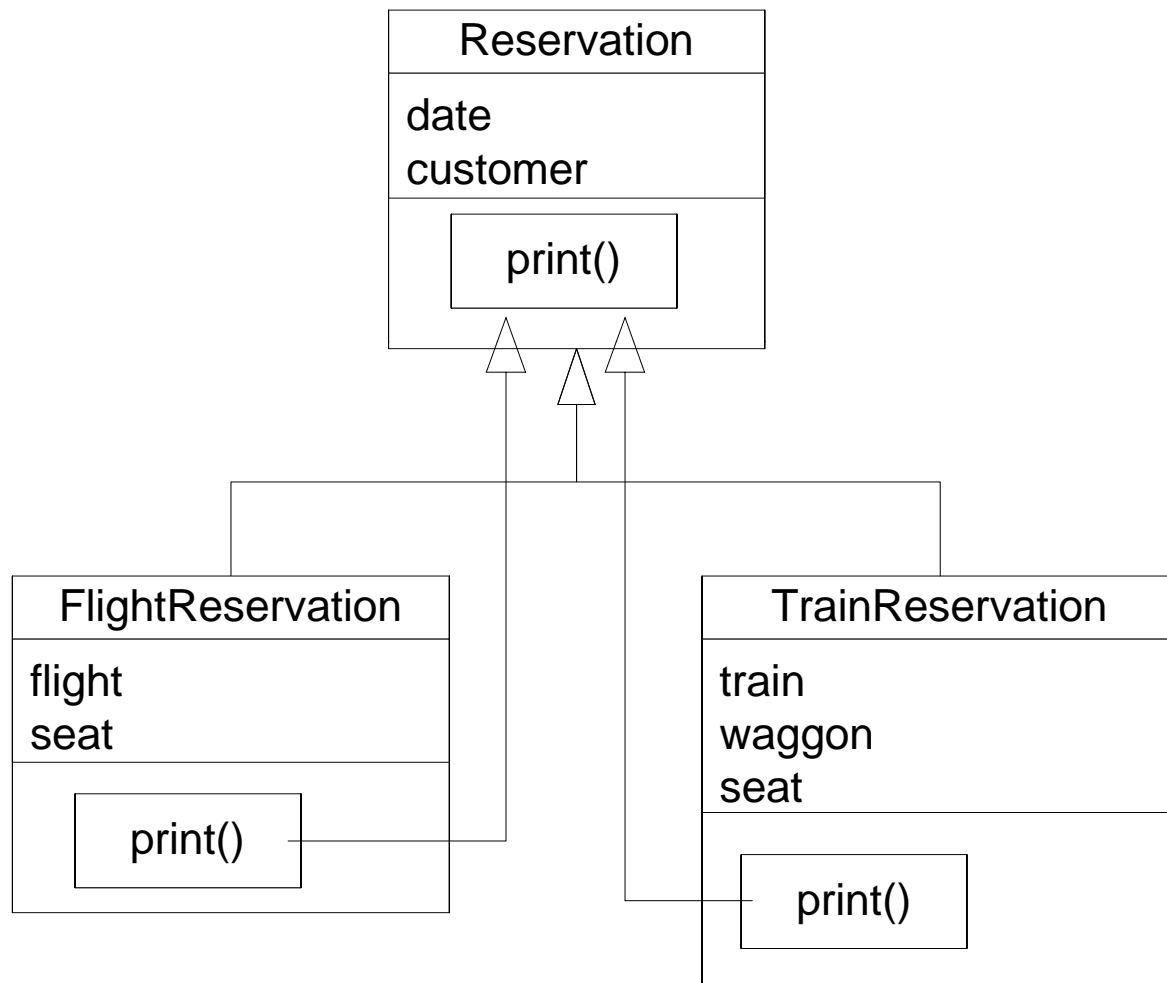 Reservation
date
customer
print()
FlightReservation
flight
seat
print()
TrainReservation
train
waggon
seat
print()